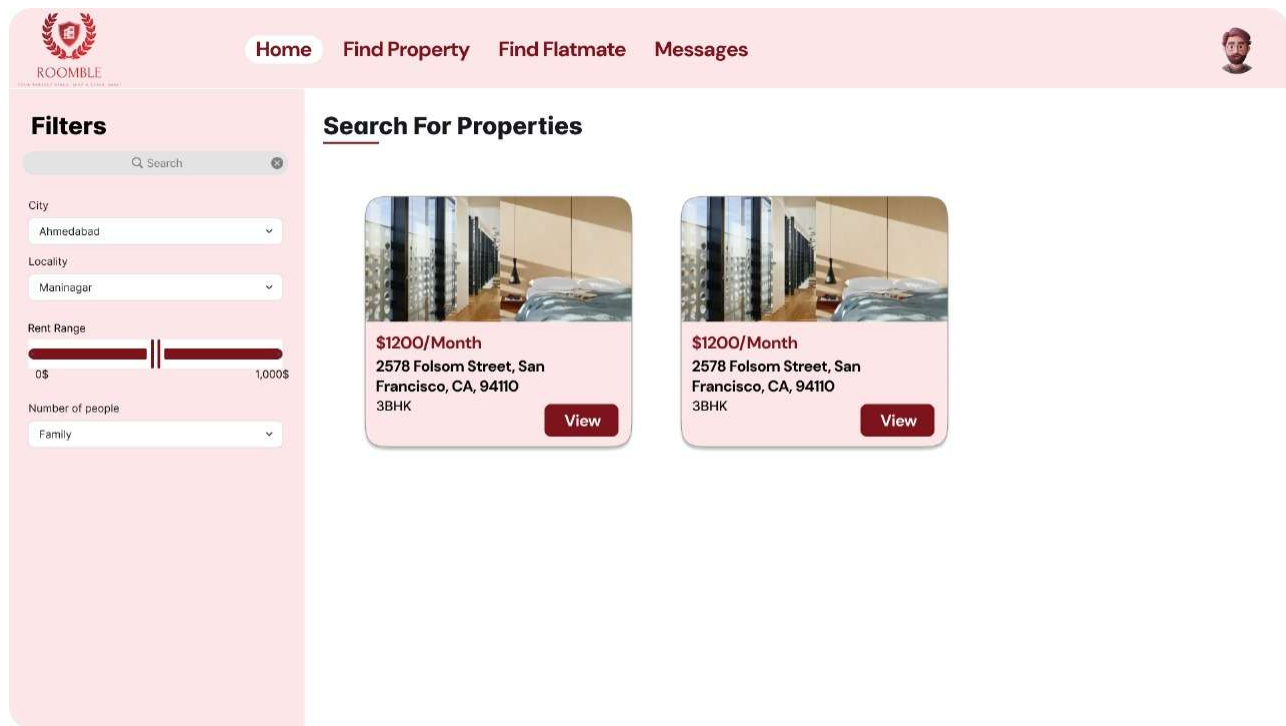 ROOMBLE
Home
Find Property
Find Flatmate
Messages
Filters
Search
City
Ahmedabad
Locality
Maninagar
Rent Range
0$
1,000$
Number of people
Family
Search For Properties
$1200/Month
2578 Folsom Street, San
Francisco, CA, 94110
3BHK
View
$1200/Month
2578 Folsom Street, San
Francisco, CA, 94110
3BHK
View